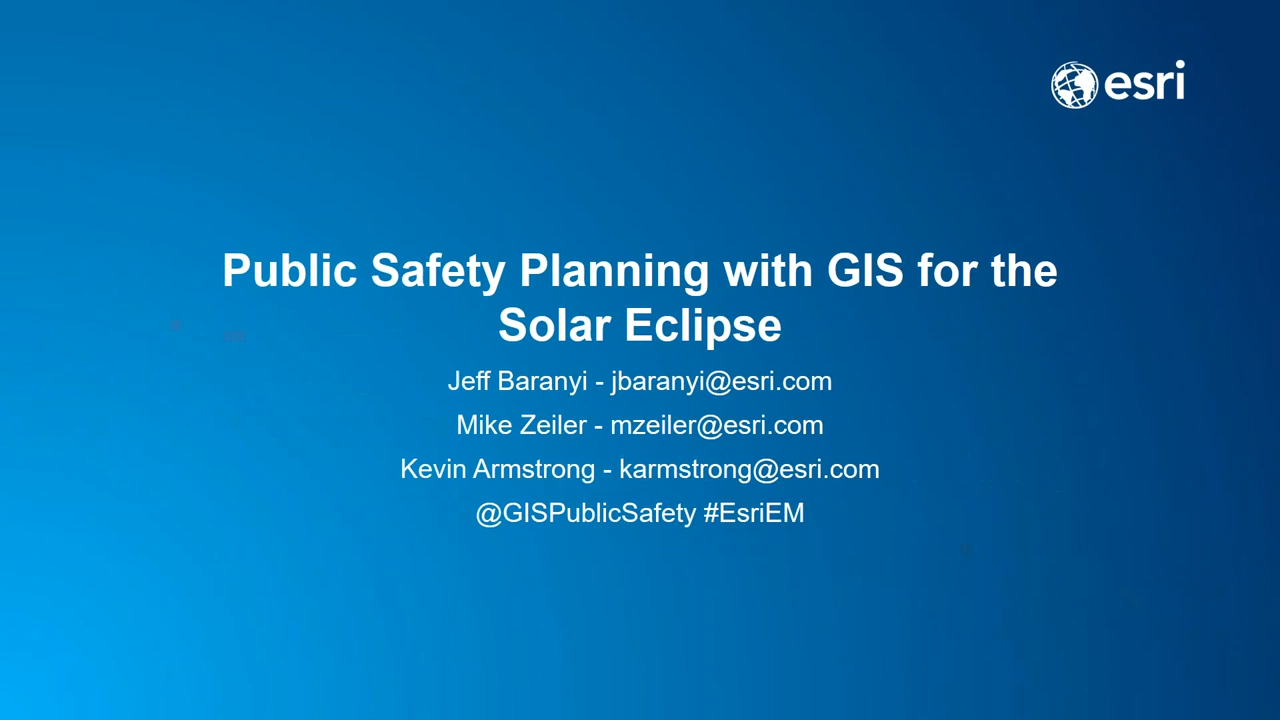 esri
Public Safety Planning with GIS for the
Solar Eclipse
Jeff Baranyi - jbaranyi@esri.com
Mike Zeiler - mzeiler@esri.com
Kevin Armstrong - karmstrong@esri.com
@GISPublicSafety #EsriEM